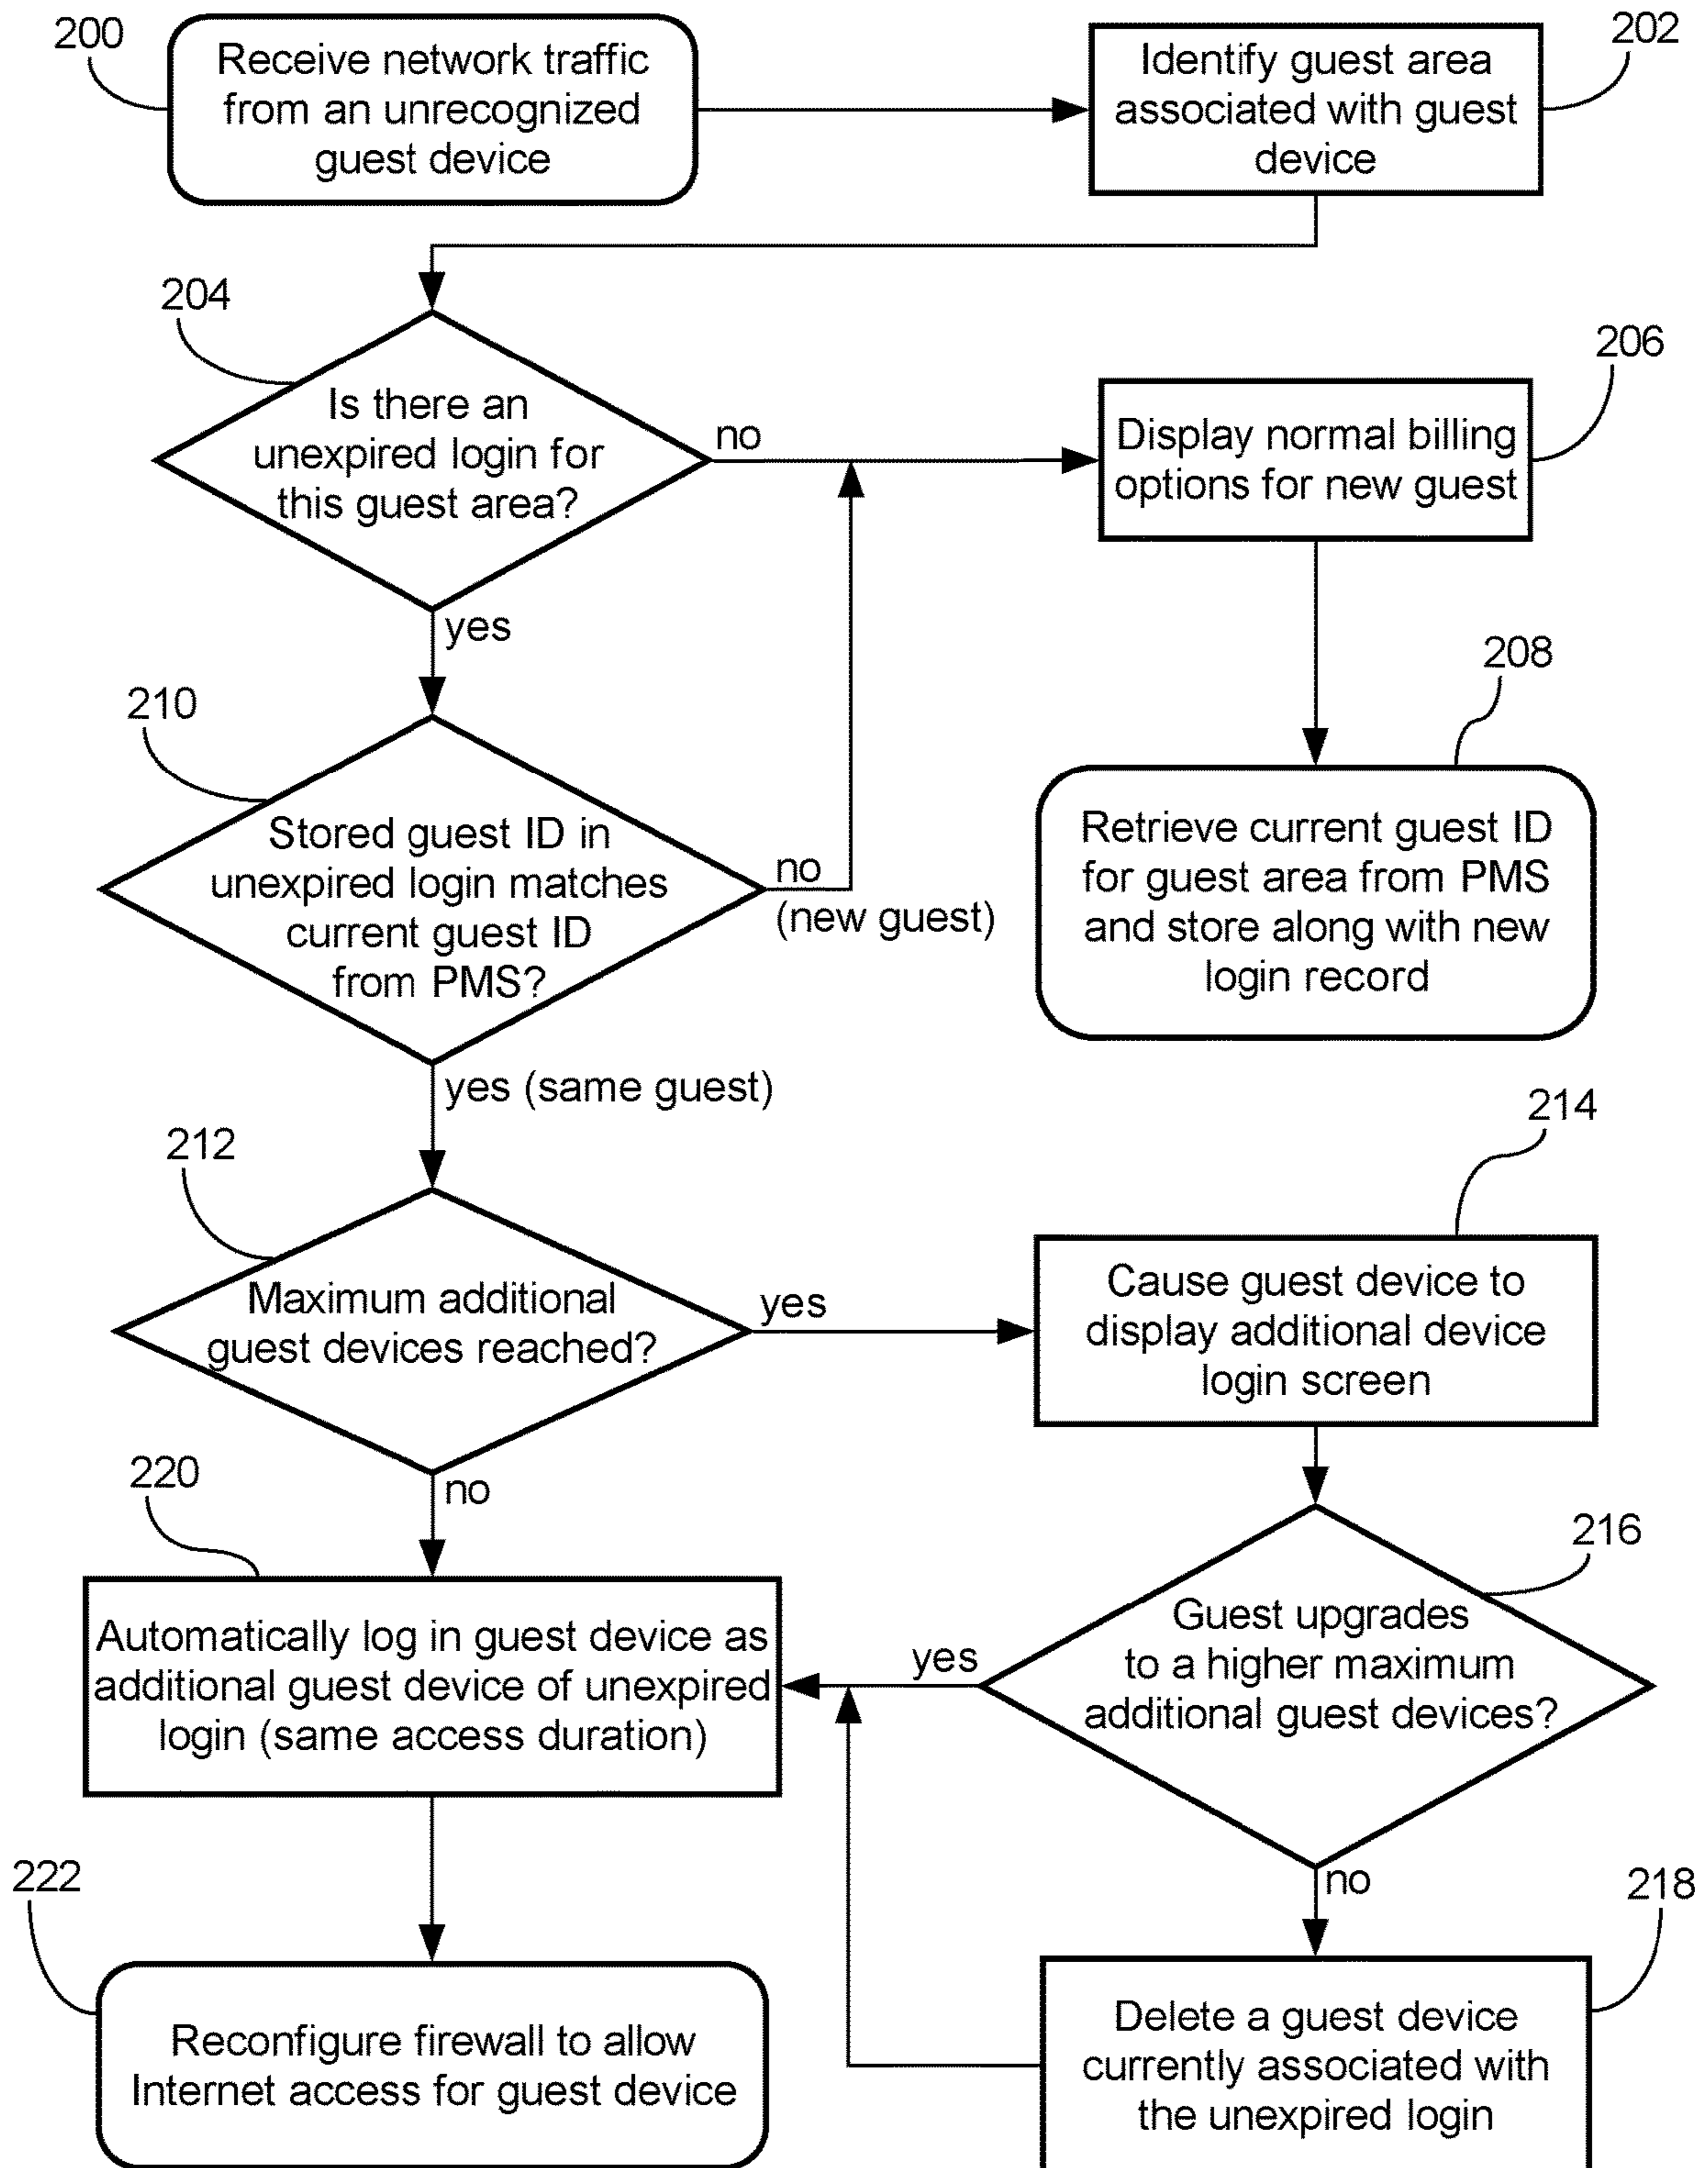 200
Receive network traffic
from an unrecognized
guest device
202
Identify guest area
associated with guest
device
204
Is there an
unexpired login for
this guest area?
no
yes
206
Display normal billing
options for new guest
208
Retrieve current guest ID
for guest area from PMS
and store along with new
login record
210
Stored guest ID in
unexpired login matches
current guest ID
from PMS?
no
(new guest)
yes (same guest)
212
Maximum additional
guest devices reached?
yes
no
214
Cause guest device to
display additional device
login screen
216
Guest upgrades
to a higher maximum
additional guest devices?
yes
no
218
Delete a guest device
currently associated with
the unexpired login
220
Automatically log in guest device as
additional guest device of unexpired
login (same access duration)
222
Reconfigure firewall to allow
Internet access for guest device